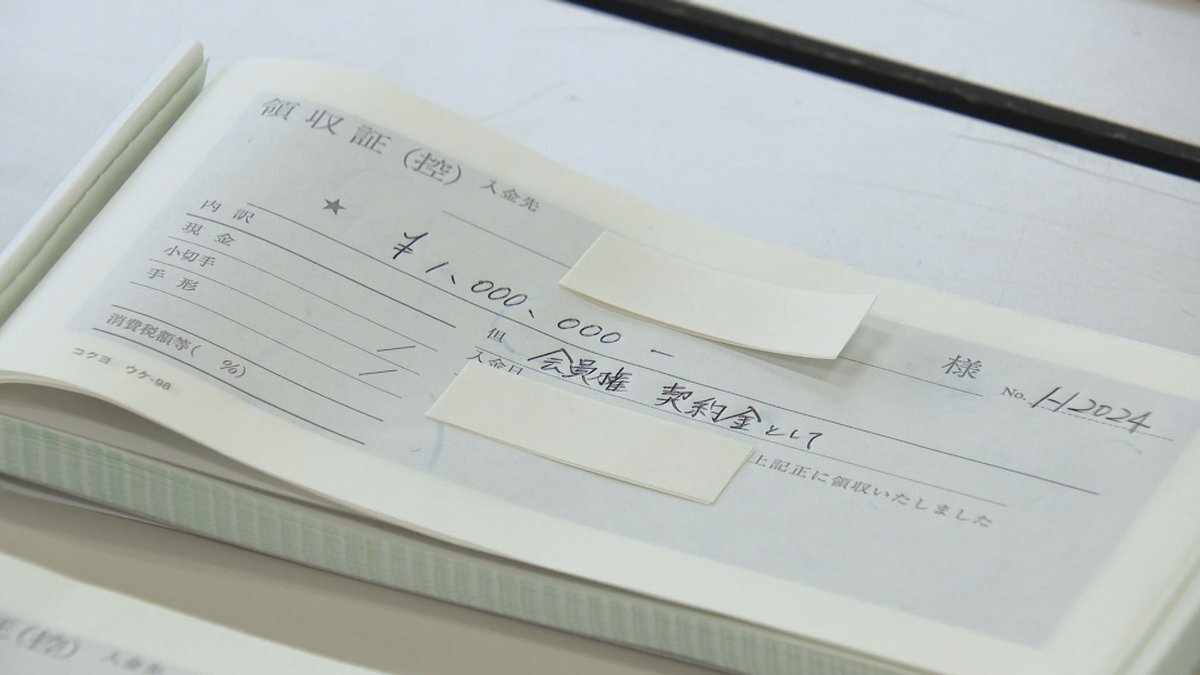 領収証(控) 入金先
様
No. H2024
★ ¥1,000,000-
内訳
現金
小切手
手形
消費税額等( %)
コクヨ ウケ-98
但 会員権 契約金として
入金日
上記正に領収いたしました
(控) 入金先